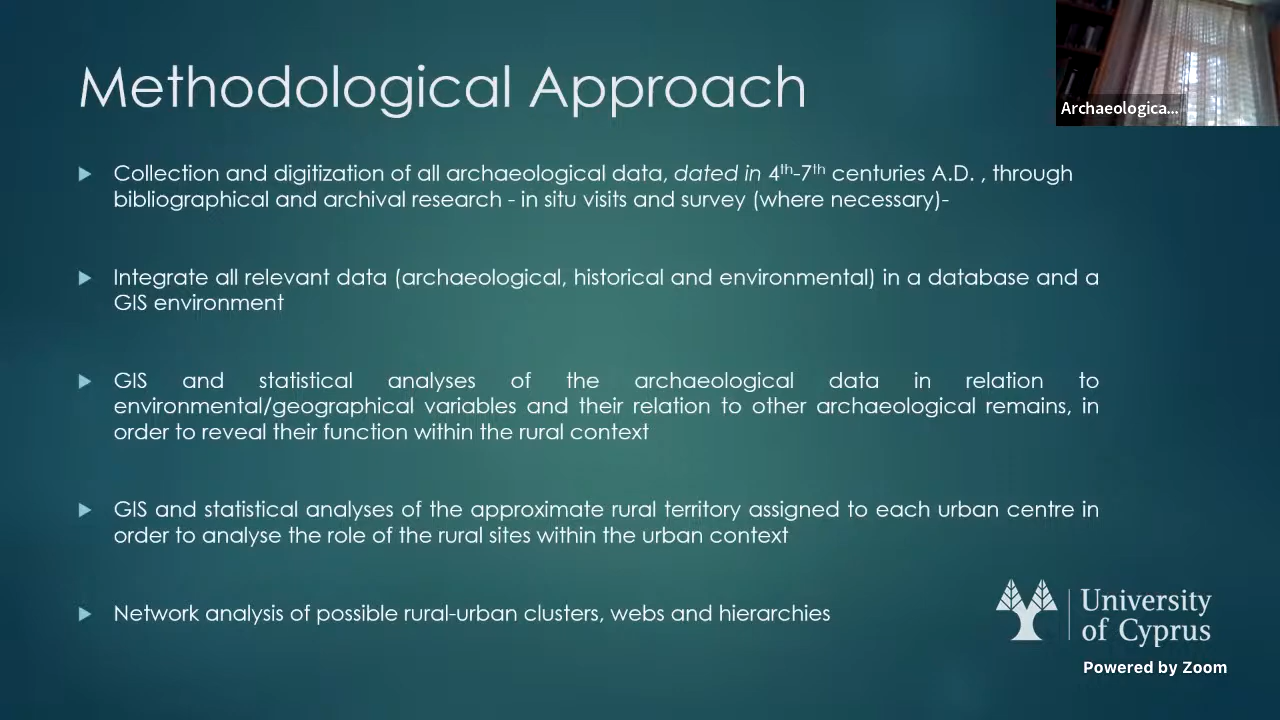 Methodological Approach
Archaeologica...
Collection and digitization of all archaeological data, dated in 4th-7th centuries A.D. , through
bibliographical and archival research - in situ visits and survey (where necessary)-
Integrate all relevant data (archaeological, historical and environmental) in a database and a
GIS environment
GIS and statistical analyses of the archaeological data in relation to
environmental/geographical variables and their relation to other archaeological remains, in
order to reveal their function within the rural context
GIS and statistical analyses of the approximate rural territory assigned to each urban centre in
order to analyse the role of the rural sites within the urban context
Network analysis of possible rural-urban clusters, webs and hierarchies
University
of Cyprus
Powered by Zoom